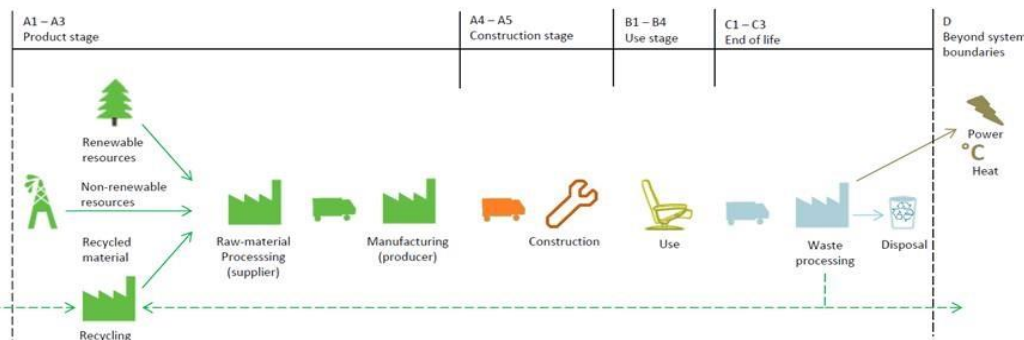 A1 – A3
Product stage
A4 – A5
Construction stage
B1 – B4
Use stage
C1 – C3
End of life
D
Beyond system
boundaries
Renewable
resources
Non-renewable
resources
Recycled
material
Recycling
Raw-material
Processsing
(supplier)
Manufacturing
(producer)
Construction
Use
Waste
processing
Disposal
Power
°C
Heat